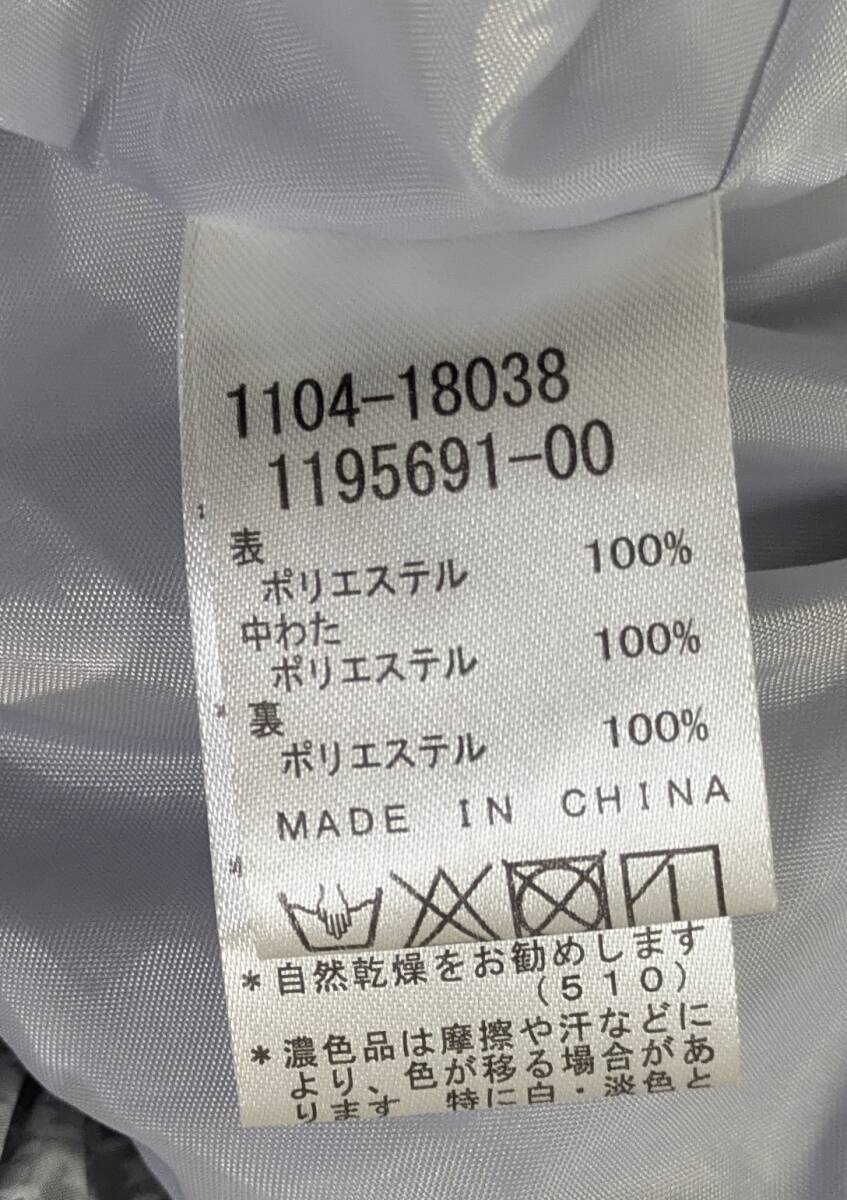 1104-18038
1195691-00
表
ポリエステル 100%
中わた
ポリエステル 100%
裏
ポリエステル 100%
MADE IN CHINA
*自然乾燥をお勧めします
(510)
*濃色品は摩擦や汗などに
より、色が移る場合があ
ります 特に白・淡色と